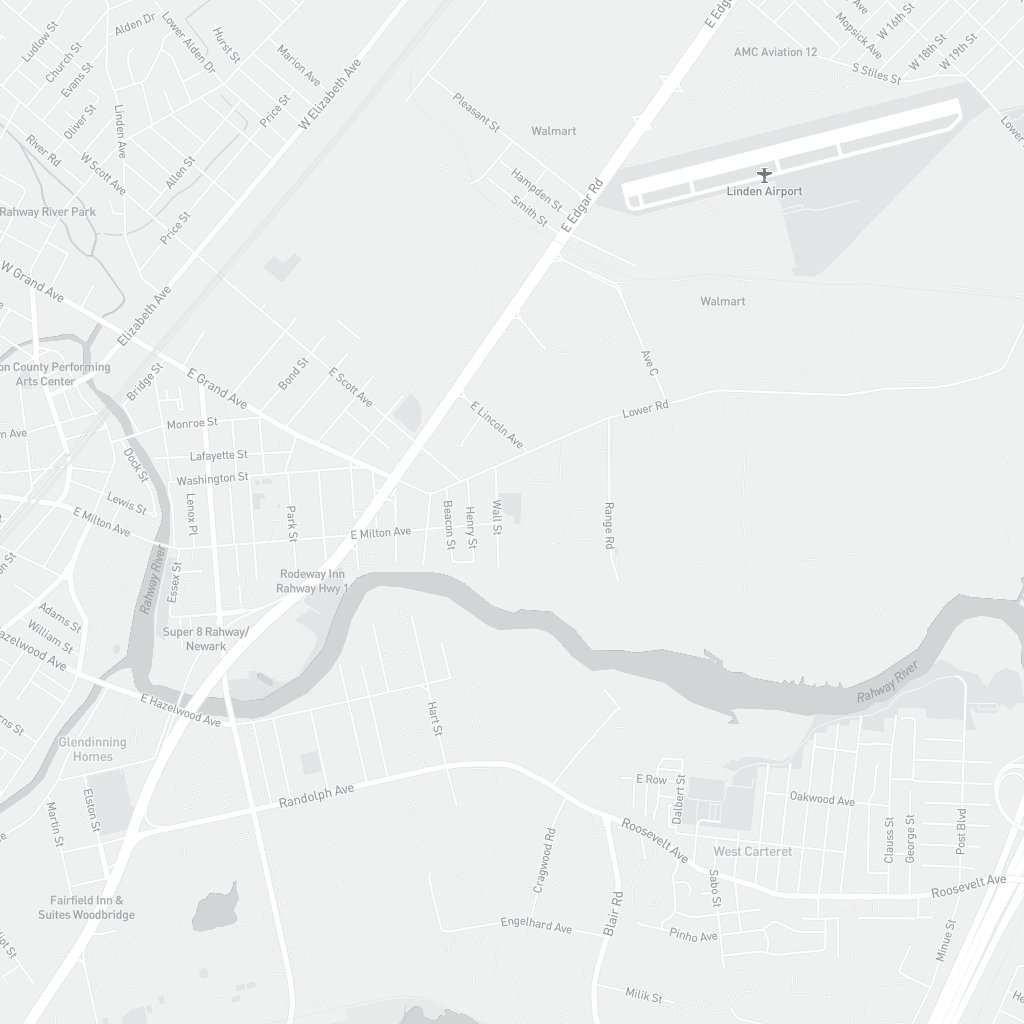 Ludlow St
Alden Dr
Lower Alden Dr
Hurst St
Marion Ave
E Edgar
Mopsick Ave
W 16th St
W 18th St
W 19th St
AMC Aviation 12
S Stiles St
Church St
Evans St
Oliver St
Linden Ave
Price St
W Elizabeth Ave
Pleasant St
Walmart
River Rd
W Scott Ave
Allen St
Hampden St
Smith St
E Edgar Rd
Linden Airport
Rahway River Park
Price St
W Grand Ave
Elizabeth Ave
Walmart
on County Performing
Arts Center
Bridge St
E Grand Ave
Bond St
E Scott Ave
Ave C
E Lincoln Ave
Lower Rd
Monroe St
Lafayette St
Washington St
Dock St
Lewis St
Lenox Pl
Park St
E Milton Ave
E Milton Ave
Beacon St
Henry St
Wall St
Range Rd
Rahway River
Essex St
Rodeway Inn
Rahway Hwy 1
Adams St
William St
Hazelwood Ave
Super 8 Rahway/
Newark
E Hazelwood Ave
Rahway River
Glendinning
Homes
Hart St
Elston St
Martin St
Randolph Ave
E Row
Dalbert St
Oakwood Ave
Clauss St
George St
Post Blvd
Roosevelt Ave
West Carteret
Cragwood Rd
Sabo St
Roosevelt Ave
Fairfield Inn &
Suites Woodbridge
Engelhard Ave
Blair Rd
Pinho Ave
Minue St
Milik St